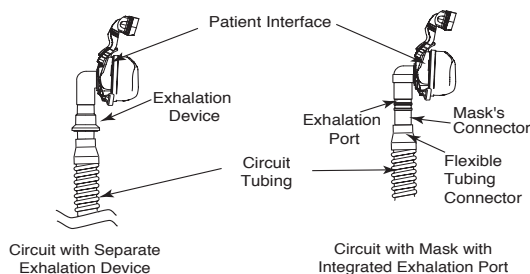 Patient Interface
Exhalation
Device
Exhalation
Port
Mask's
Connector
Circuit
Tubing
Flexible
Tubing
Connector
Circuit with Separate
Exhalation Device
Circuit with Mask with
Integrated Exhalation Port